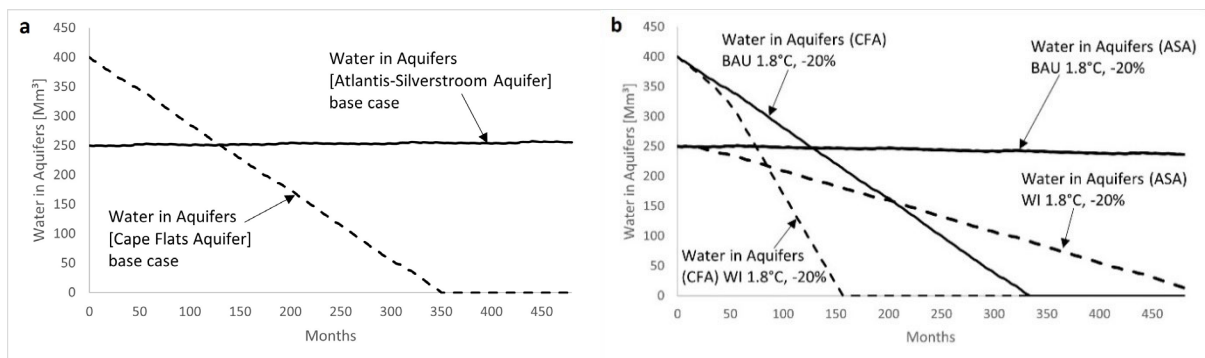 a
Water in Aquifers [Mm³]
450
400
350
300
250
200
150
100
50
0
0 50 100 150 200 250 300 350 400 450
Months
Water in Aquifers
[Atlantis-Silverstroom Aquifer]
base case
Water in Aquifers
[Cape Flats Aquifer]
base case
b
Water in Aquifers [Mm³]
450
400
350
300
250
200
150
100
50
0
0 50 100 150 200 250 300 350 400 450
Months
Water in Aquifers (CFA)
BAU 1.8°C, -20%
Water in Aquifers (ASA)
BAU 1.8°C, -20%
Water in Aquifers (ASA)
WI 1.8°C, -20%
Water in Aquifers
(CFA) WI 1.8°C, -20%